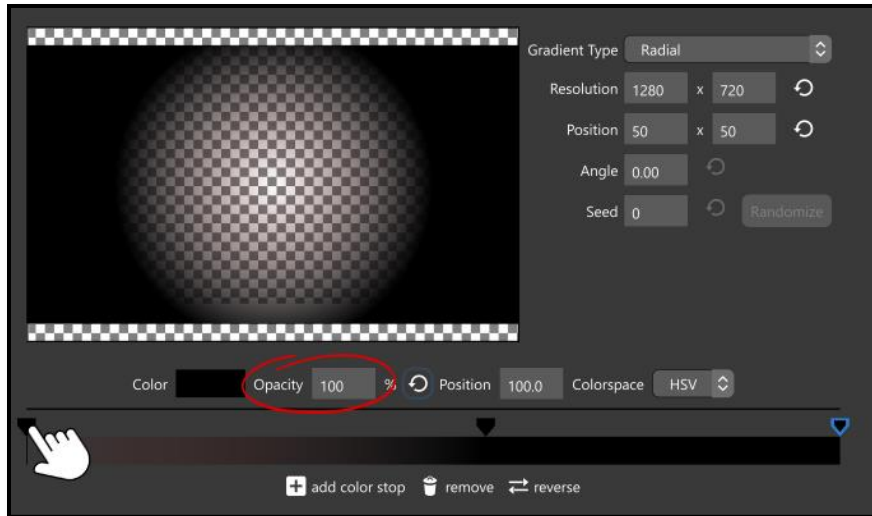 Gradient Type Radial
Resolution 1280 x 720
Position 50 x 50
Angle 0.00
Seed 0 Randomize
Color Opacity 100 % Position 100.0 Colorspace HSV
add color stop remove reverse